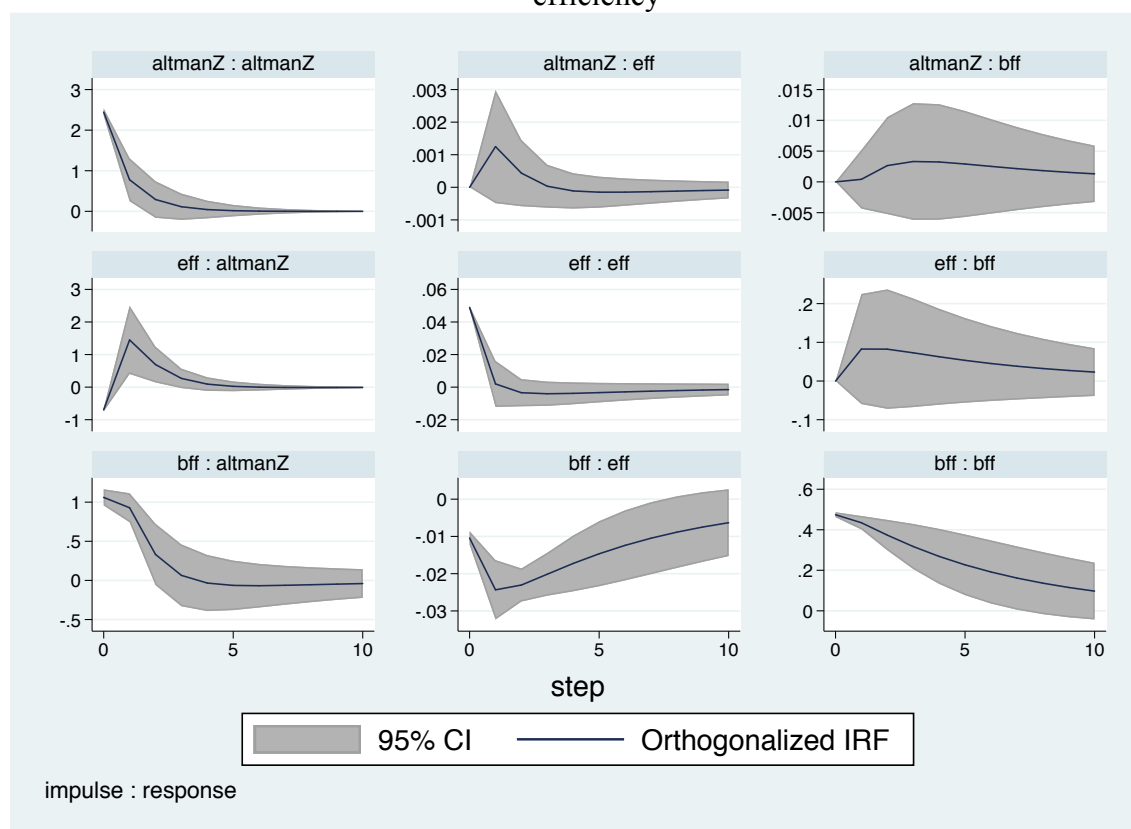 efficiency
altmanZ : altmanZ
altmanZ : eff
altmanZ : bff
3
2
1
0
.003
.002
.001
0
-.001
.015
.01
.005
0
-.005
eff : altmanZ
eff : eff
eff : bff
3
2
1
0
-1
.06
.04
.02
0
-.02
.2
.1
0
-.1
bff : altmanZ
bff : eff
bff : bff
1
.5
0
-.5
0
-.01
-.02
-.03
.6
.4
.2
0
0 5 10
0 5 10
0 5 10
step
95% CI Orthogonalized IRF
impulse : response